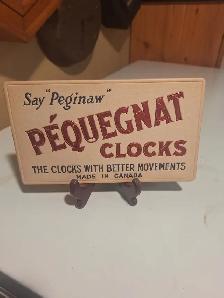 Say "Peginaw"
PÉQUEGNAT
CLOCKS
THE CLOCKS WITH BETTER MOVEMENTS
MADE IN CANADA